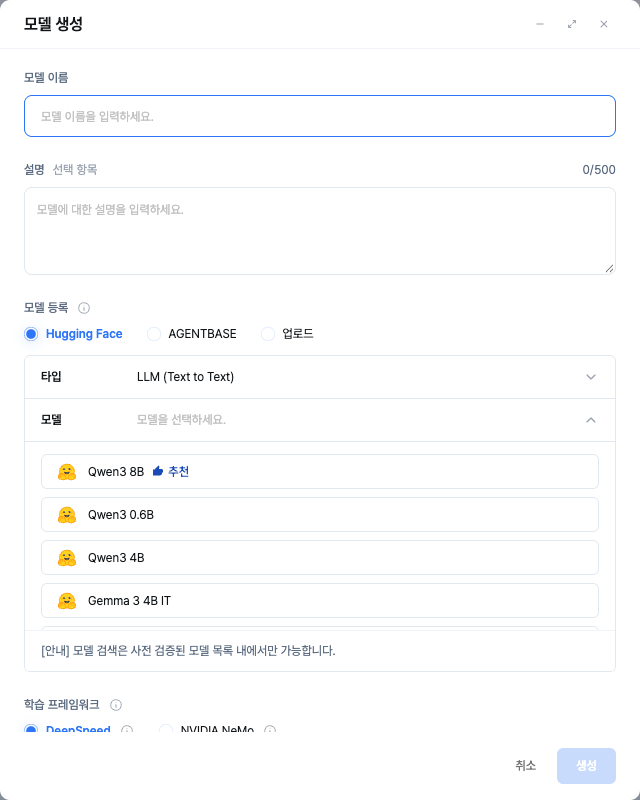 모델 생성
모델 이름
모델 이름을 입력하세요.
설명 선택 항목 0/500
모델에 대한 설명을 입력하세요.
모델 등록
Hugging Face AGENTBASE 업로드
타입 LLM (Text to Text)
모델 모델을 선택하세요.
Qwen3 8B 추천
Qwen3 0.6B
Qwen3 4B
Gemma 3 4B IT
[안내] 모델 검색은 사전 검증된 모델 목록 내에서만 가능합니다.
학습 프레임워크
DeepSpeed NVIDIA NeMo
취소 생성